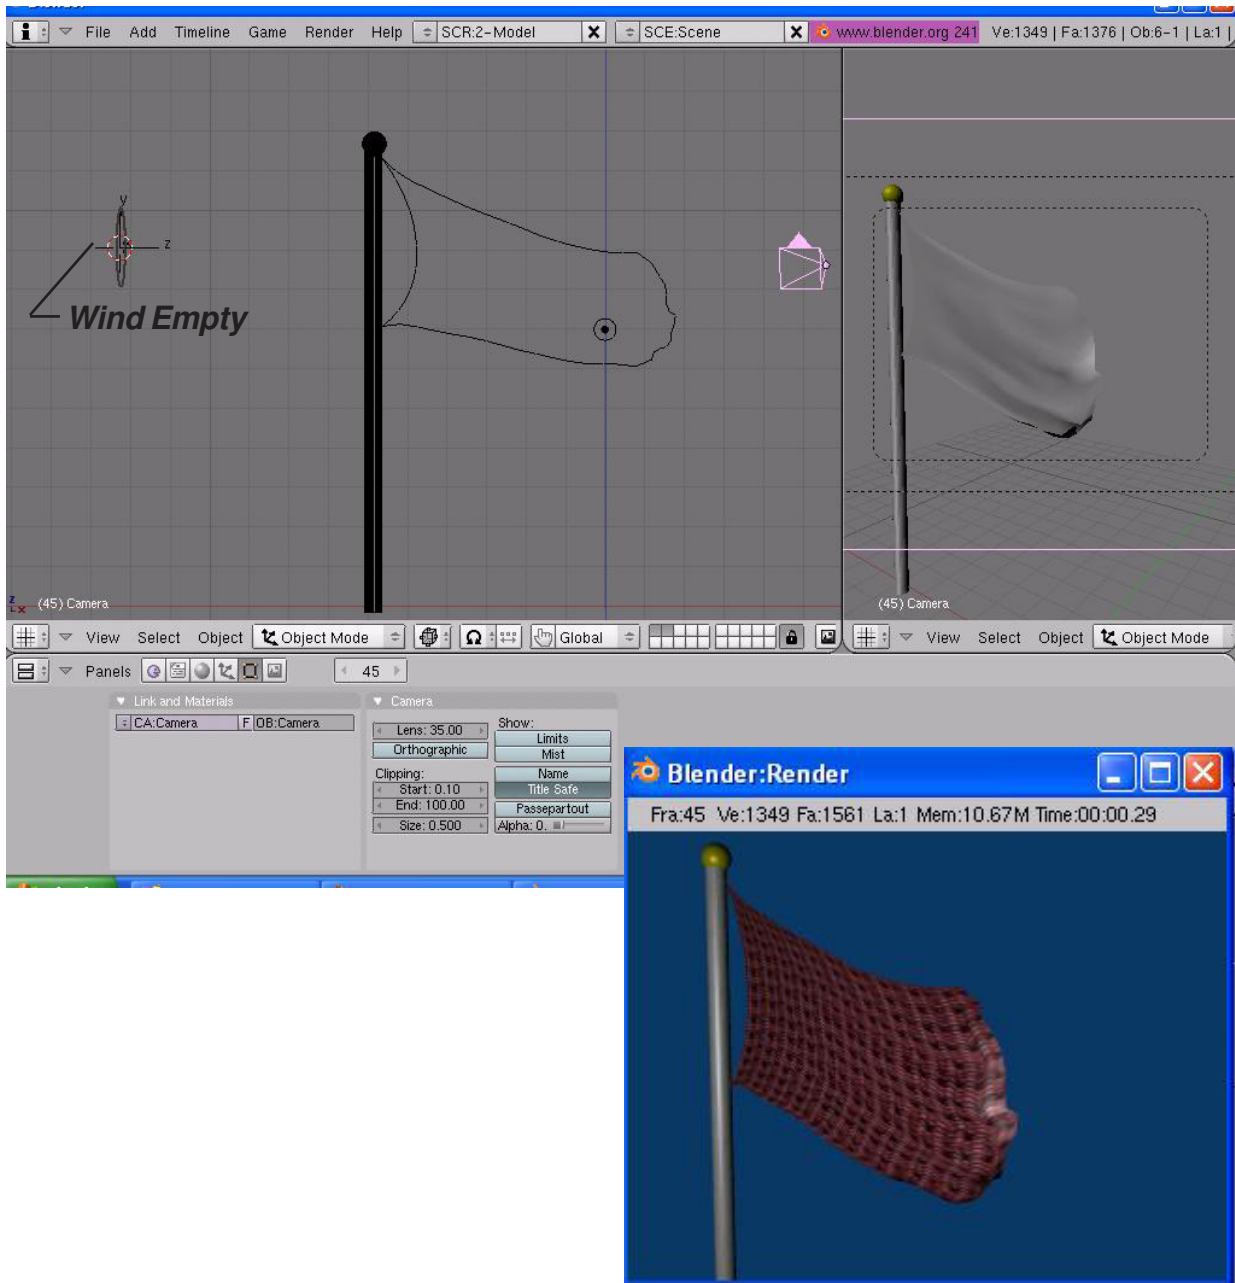 File Add Timeline Game Render Help SCR:2-Model X SCE:Scene X www.blender.org 241 Ve:1349 | Fa:1376 | Ob:6-1 | La:1 |
y
z
Wind Empty
z
x
(45) Camera
(45) Camera
View Select Object Object Mode Global
View Select Object Object Mode
Panels 45
Link and Materials
CA:Camera F OB:Camera
Camera
Lens: 35.00
Orthographic
Clipping:
Start: 0.10
End: 100.00
Size: 0.500
Show:
Limits
Mist
Name
Title Safe
Passepartout
Alpha: 0.
Blender:Render
Fra:45 Ve:1349 Fa:1561 La:1 Mem:10.67M Time:00:00.29